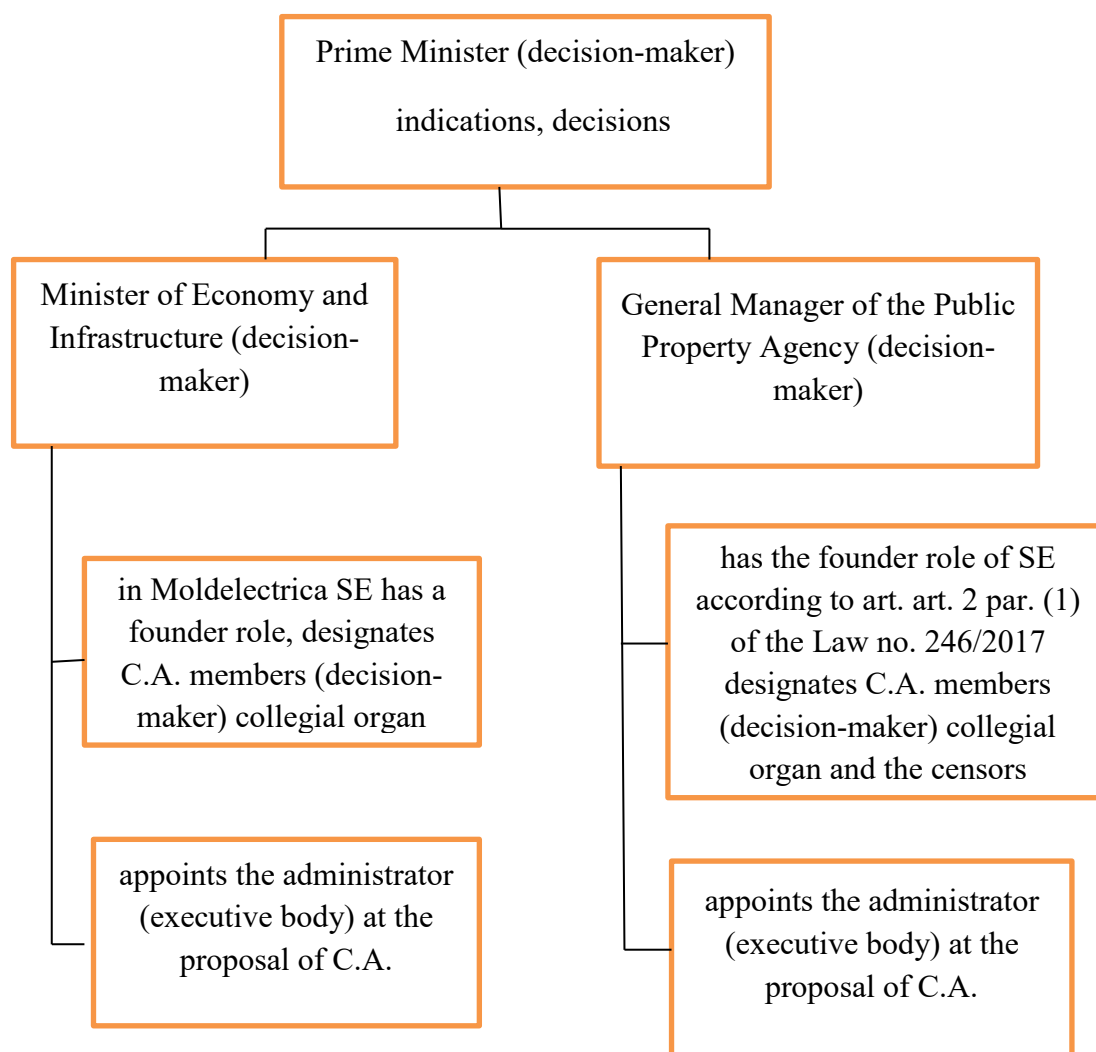 Prime Minister (decision-maker)
indications, decisions
Minister of Economy and
Infrastructure (decision-
maker)
General Manager of the Public
Property Agency (decision-
maker)
in Moldelectrica SE has a
founder role, designates
C.A. members (decision-
maker) collegial organ
has the founder role of SE
according to art. art. 2 par. (1)
of the Law no. 246/2017
designates C.A. members
(decision-maker) collegial
organ and the censors
appoints the administrator
(executive body) at the
proposal of C.A.
appoints the administrator
(executive body) at the
proposal of C.A.